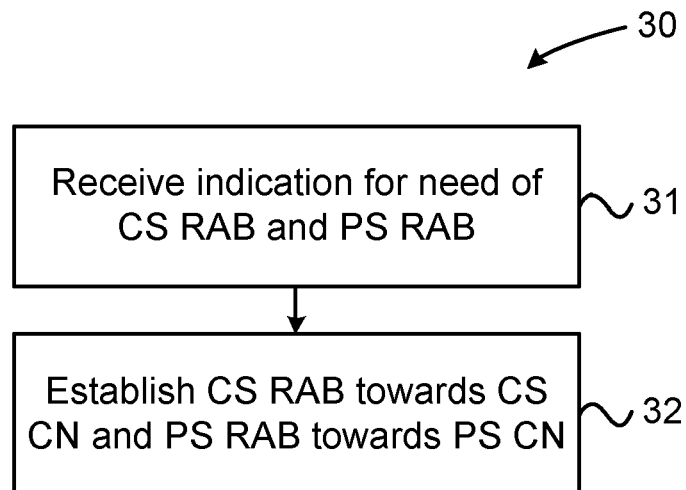 30
Receive indication for need of
CS RAB and PS RAB
31
Establish CS RAB towards CS
CN and PS RAB towards PS CN
32